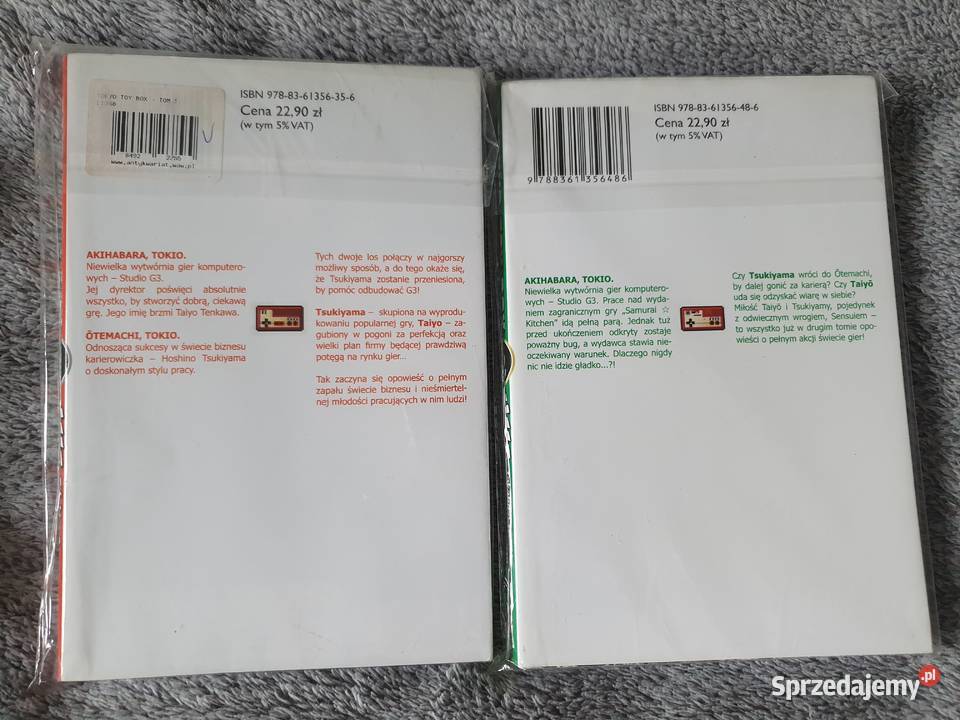 TOKYO TOY BOX - TOM 1
8492 2795
www.antykwariat.waw.pl
ISBN 978-83-61356-35-6
Cena 22,90 zł
(w tym 5% VAT)
AKIHABARA, TOKIO.
Niewielka wytwórnia gier komputero-
wych – Studio G3.
Jej dyrektor poświęci absolutnie
wszystko, by stworzyć dobrą, ciekawą
grę. Jego imię brzmi Taiyo Tenkawa.
ŌTEMACHI, TOKIO.
Odnosząca sukcesy w świecie biznesu
karierowiczka – Hoshino Tsukiyama
o doskonałym stylu pracy.
Tych dwoje los połączy w najgorszy
możliwy sposób, a do tego okaże się,
że Tsukiyama zostanie przeniesiona,
by pomóc odbudować G3!
Tsukiyama – skupiona na wyprodu-
kowaniu popularnej gry, Taiyo – za-
gubiony w pogoni za perfekcją oraz
wielki plan firmy będącej prawdziwą
potęgą na rynku gier...
Tak zaczyna się opowieść o pełnym
zapału świecie biznesu i nieśmiertel-
nej młodości pracujących w nim ludzi!
ISBN 978-83-61356-48-6
Cena 22,90 zł
(w tym 5% VAT)
9 788361 356486
AKIHABARA, TOKIO.
Niewielka wytwórnia gier komputero-
wych – Studio G3. Prace nad wyda-
niem zagranicznym gry „Samurai ☆
Kitchen” idą pełną parą. Jednak tuż
przed ukończeniem odkryty zostaje
poważny bug, a wydawca stawia nie-
oczekiwany warunek. Dlaczego nigdy
nic nie idzie gładko...?!
Czy Tsukiyama wróci do Ōtemachi,
by dalej gonić za karierą? Czy Taiyō
uda się odzyskać wiarę w siebie?
Miłość Taiyō i Tsukiyamy, pojedynek
z odwiecznym wrogiem, Sensuiem –
to wszystko już w drugim tomie opo-
wieści o pełnym akcji świecie gier!
Sprzedajemy.pl